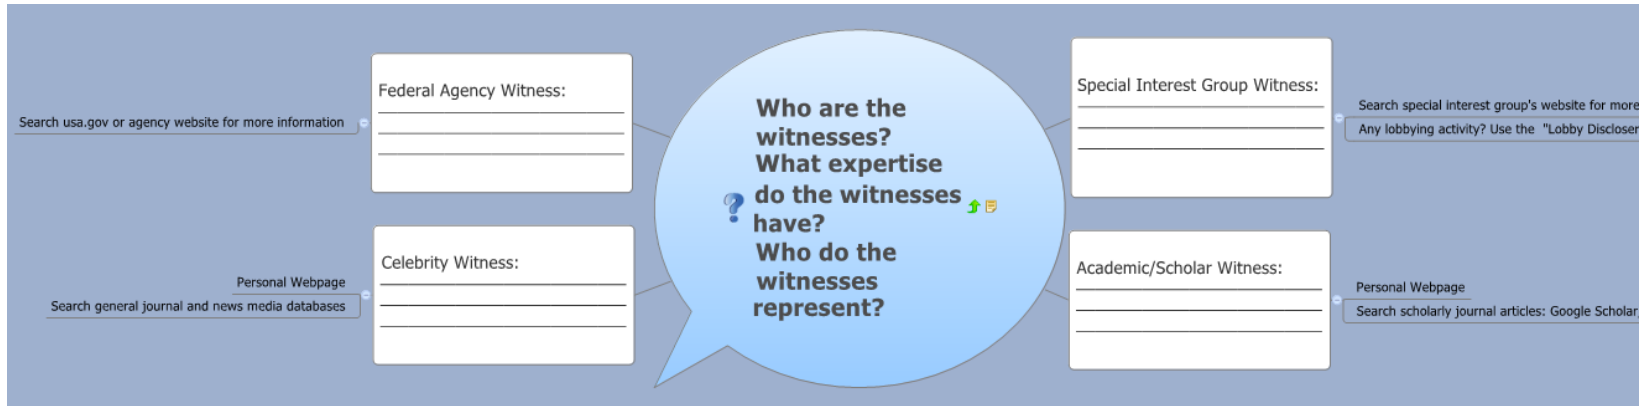 Federal Agency Witness:
Search usa.gov or agency website for more information
Celebrity Witness:
Personal Webpage
Search general journal and news media databases
Who are the
witnesses?
What expertise
do the witnesses
have?
Who do the
witnesses
represent?
Special Interest Group Witness:
Search special interest group's website for more
Any lobbying activity? Use the "Lobby
Academic/Scholar Witness:
Personal Webpage
Search scholarly journal articles: Google Scholar,